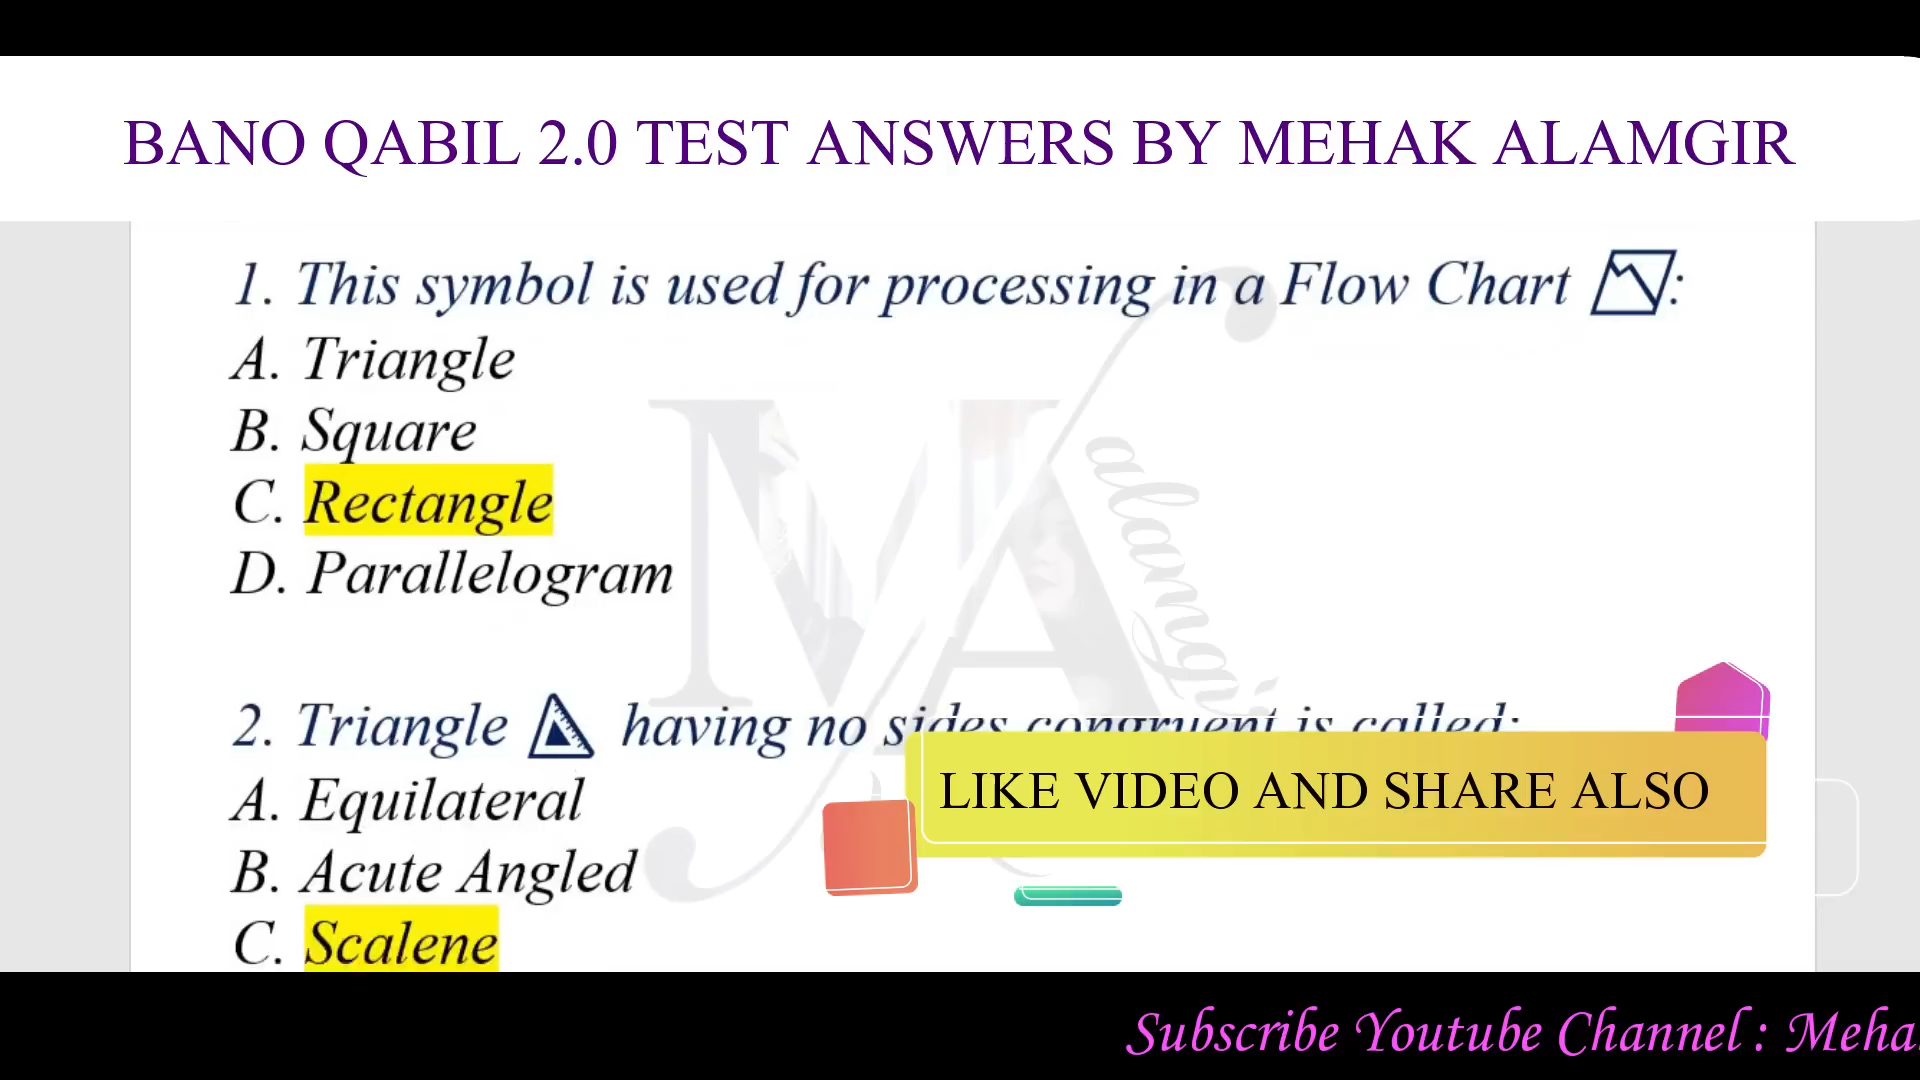 BANO QABIL 2.0 TEST ANSWERS BY MEHAK ALAMGIR
1. This symbol is used for processing in a Flow Chart :
A. Triangle
B. Square
C. Rectangle
D. Parallelogram
alamgi
2. Triangle having no sides congruent is called:
A. Equilateral
LIKE VIDEO AND SHARE ALSO
B. Acute Angled
C. Scalene
Subscribe Youtube Channel : Meha